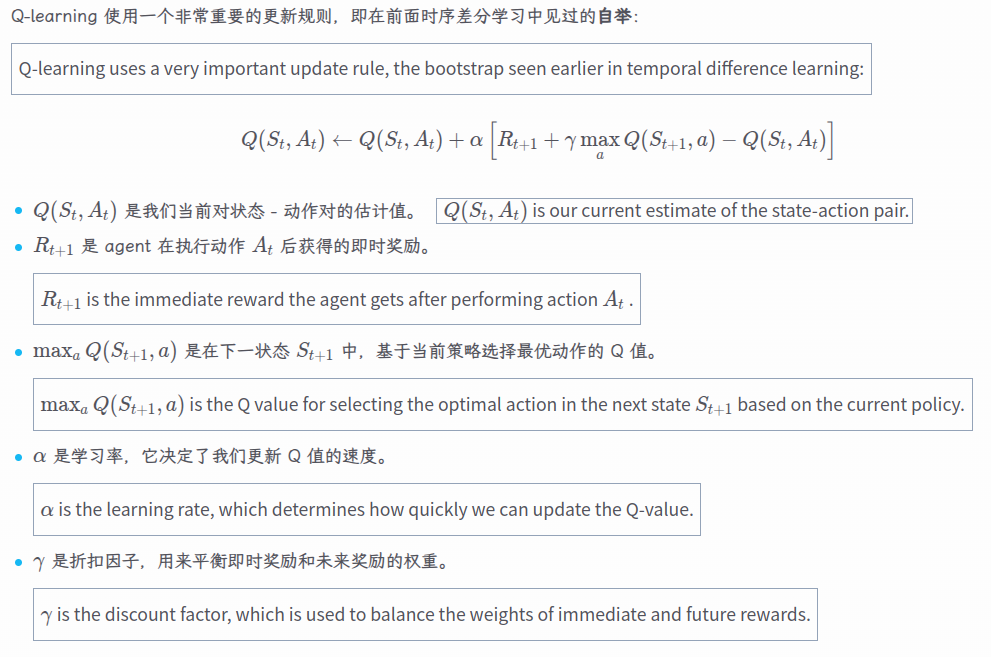 Q-learning 使用一个非常重要的更新规则，即在前面时序差分学习中见过的自举：
Q-learning uses a very important update rule, the bootstrap seen earlier in temporal difference learning:
Q(S_t, A_t) ← Q(S_t, A_t) + α [R_{t+1} + γ max_a Q(S_{t+1}, a) − Q(S_t, A_t)]
• Q(S_t, A_t) 是我们当前对状态 - 动作对的估计值。 Q(S_t, A_t) is our current estimate of the state-action pair.
• R_{t+1} 是 agent 在执行动作 A_t 后获得的即时奖励。
R_{t+1} is the immediate reward the agent gets after performing action A_t .
• max_a Q(S_{t+1}, a) 是在下一状态 S_{t+1} 中，基于当前策略选择最优动作的 Q 值。
max_a Q(S_{t+1}, a) is the Q value for selecting the optimal action in the next state S_{t+1} based on the current policy.
• α 是学习率，它决定了我们更新 Q 值的速度。
α is the learning rate, which determines how quickly we can update the Q-value.
• γ 是折扣因子，用来平衡即时奖励和未来奖励的权重。
γ is the discount factor, which is used to balance the weights of immediate and future rewards.